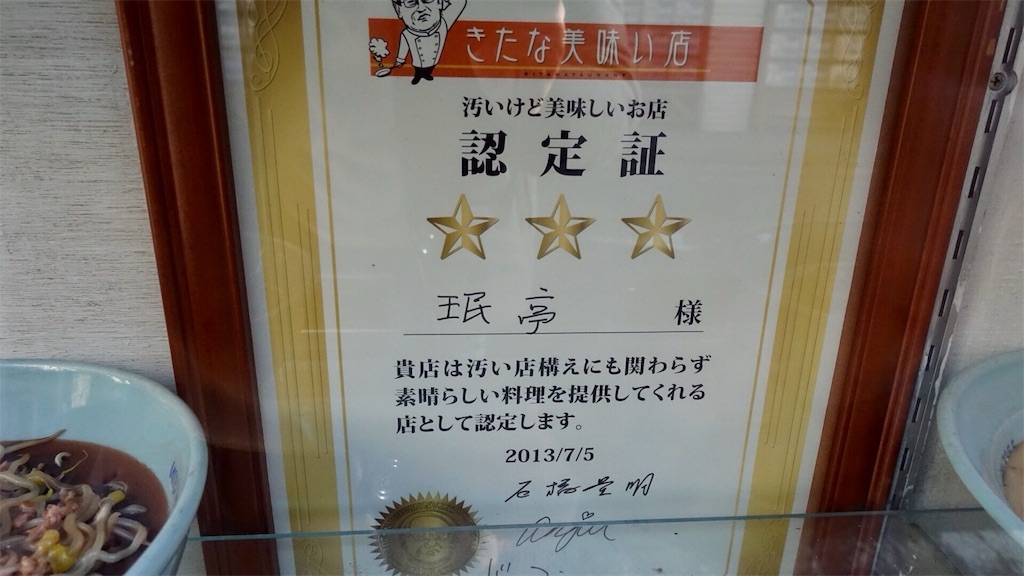 きたな美味い店
汚いけど美味しいお店
認定証
珉亭 様
貴店は汚い店構えにも関わらず
素晴らしい料理を提供してくれる
店として認定します。
2013/7/5
石橋貴明